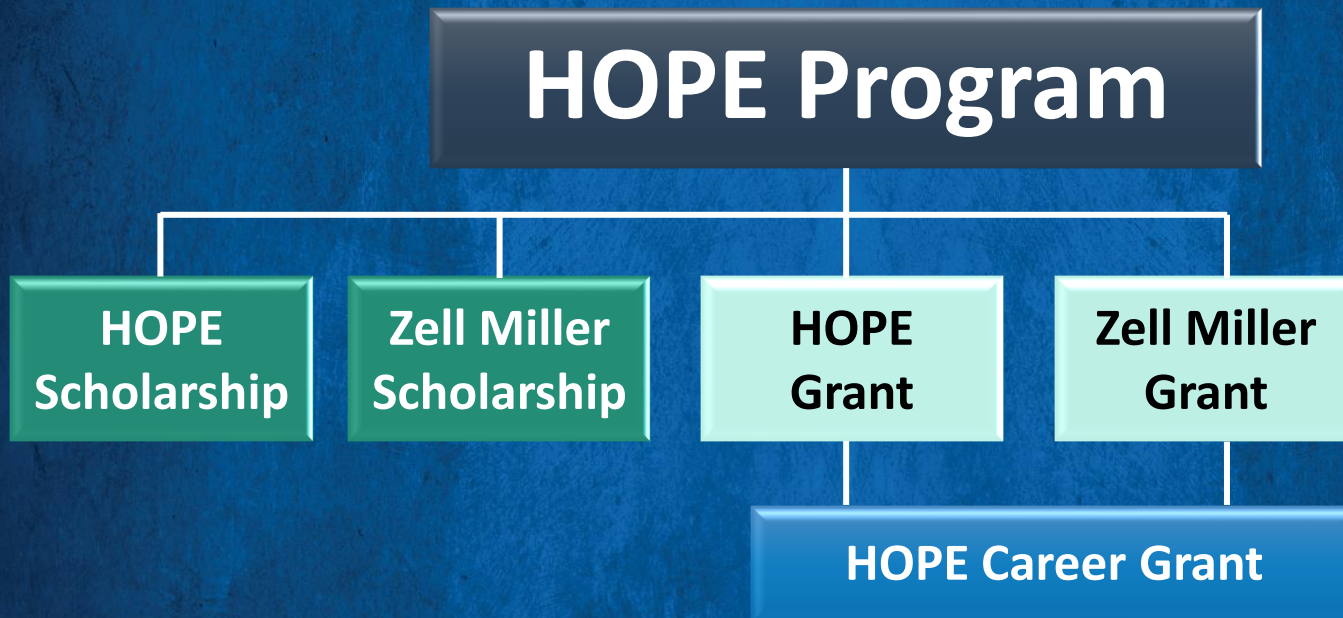 HOPE Program
HOPE
Scholarship
Zell Miller
Scholarship
HOPE
Grant
Zell Miller
Grant
HOPE Career Grant